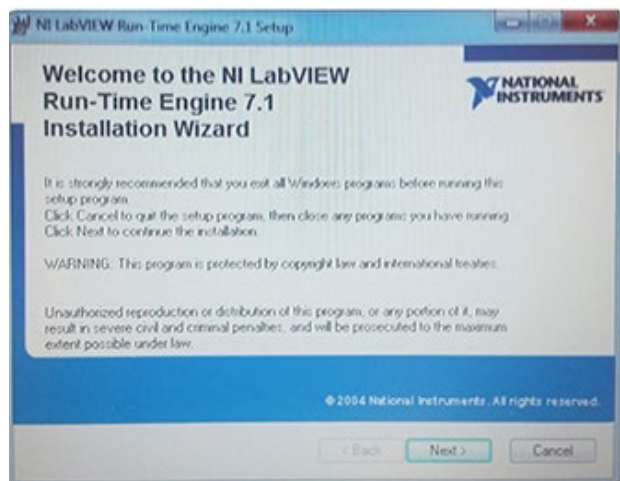 NI LabVIEW Run-Time Engine 7.1 Setup
Welcome to the NI LabVIEW
Run-Time Engine 7.1
Installation Wizard
NATIONAL
INSTRUMENTS
It is strongly recommended that you exit all Windows programs before running this
setup program.
Click Cancel to quit the setup program, then close any programs you have running.
Click Next to continue the installation.
WARNING: This program is protected by copyright law and international treaties.
Unauthorized reproduction or distribution of this program, or any portion of it, may
result in severe civil and criminal penalties, and will be prosecuted to the maximum
extent possible under law.
© 2004 National Instruments. All rights reserved.
< Back
Next >
Cancel